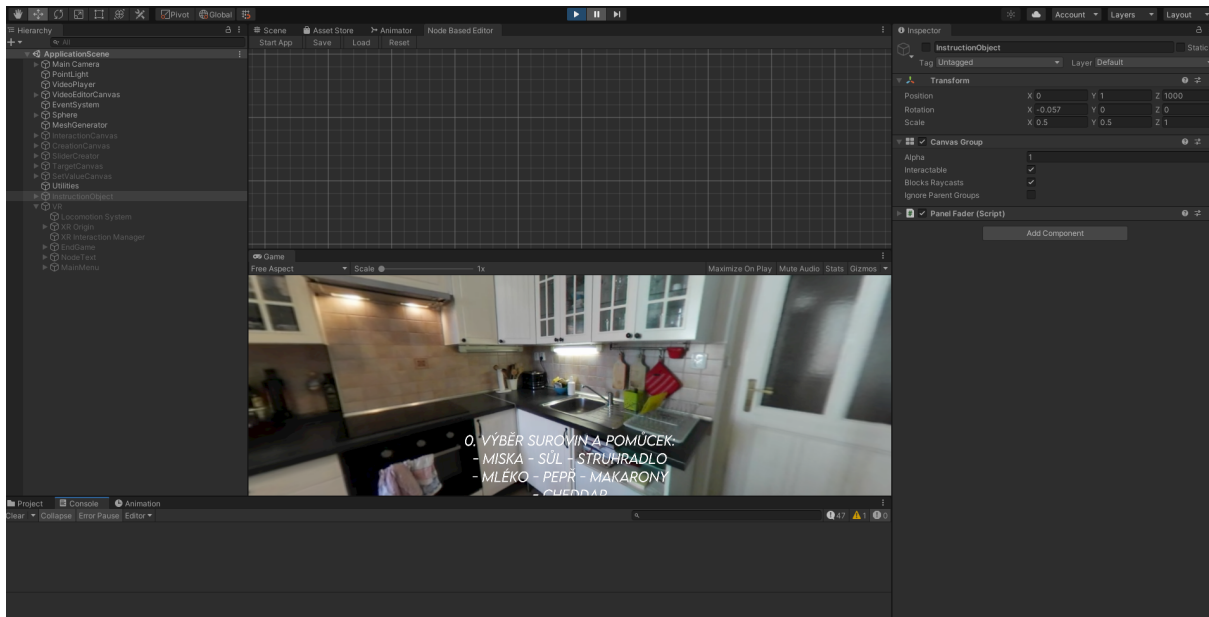 Pivot Global Account Layers Layout
Hierarchy
All
ApplicationScene
Main Camera
PointLight
VideoPlayer
VideoEditorCanvas
EventSystem
Sphere
MeshGenerator
InteractionCanvas
CreationCanvas
SliderCreator
TargetCanvas
SetValueCanvas
Utilities
InstructionObject
VR
Locomotion System
XR Origin
XR Interaction Manager
EndGame
NodeText
MainMenu
Scene Asset Store Animator Node Based Editor
Start App Save Load Reset
Game
Free Aspect Scale 1x Maximize On Play Mute Audio Stats Gizmos
0. VÝBĚR SUROVIN A POMŮCEK:
- MISKA - SŮL - STRUHRADLO
- MLÉKO - PEPŘ - MAKARONY
- CHEDDAR
Project Console Animation
Clear Collapse Error Pause Editor 47 1 0
Inspector
InstructionObject Static
Tag Untagged Layer Default
Transform
Position X 0 Y 1 Z 1000
Rotation X -0.057 Y 0 Z 0
Scale X 0.5 Y 0.5 Z 1
Canvas Group
Alpha 1
Interactable
Blocks Raycasts
Ignore Parent Groups
Panel Fader (Script)
Add Component